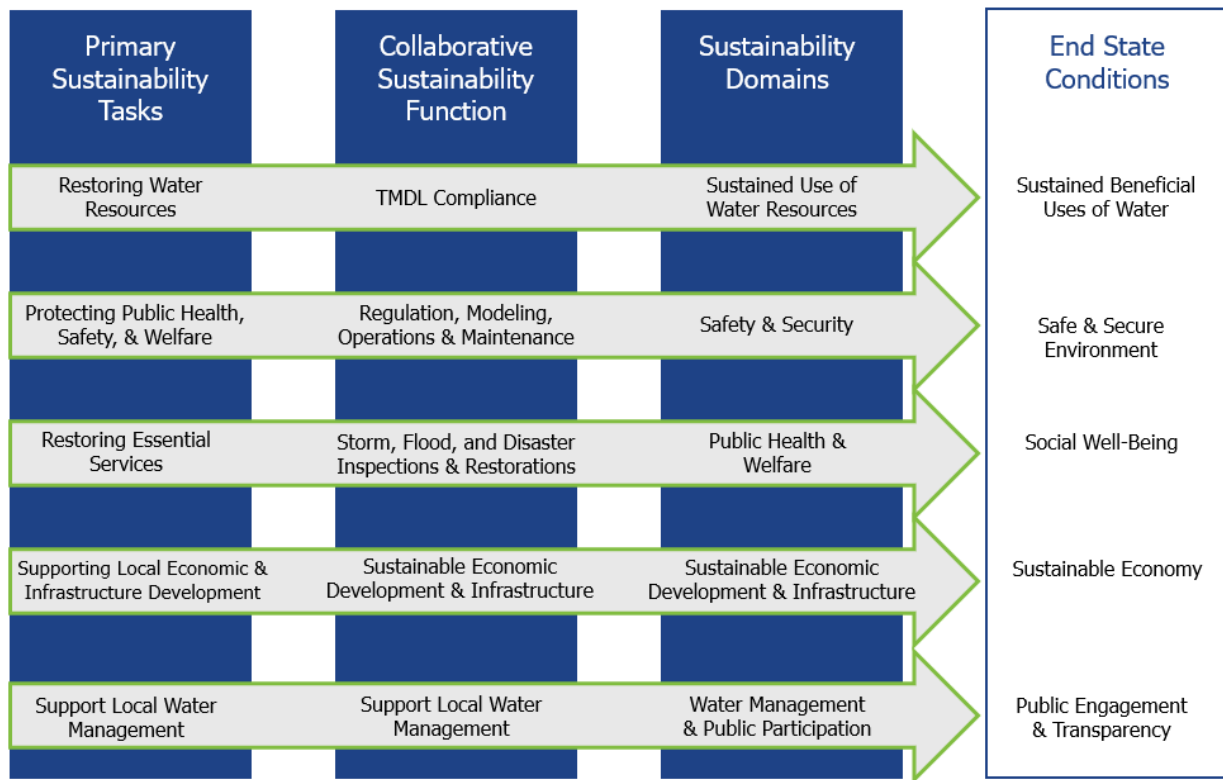 Primary
Sustainability
Tasks
Collaborative
Sustainability
Function
Sustainability
Domains
End State
Conditions
Restoring Water
Resources
TMDL Compliance
Sustained Use of
Water Resources
Sustained Beneficial
Uses of Water
Protecting Public Health,
Safety, & Welfare
Regulation, Modeling,
Operations & Maintenance
Safety & Security
Safe & Secure
Environment
Restoring Essential
Services
Storm, Flood, and Disaster
Inspections & Restorations
Public Health &
Welfare
Social Well-Being
Supporting Local Economic &
Infrastructure Development
Sustainable Economic
Development & Infrastructure
Sustainable Economic
Development & Infrastructure
Sustainable Economy
Support Local Water
Management
Support Local Water
Management
Water Management
& Public Participation
Public Engagement
& Transparency